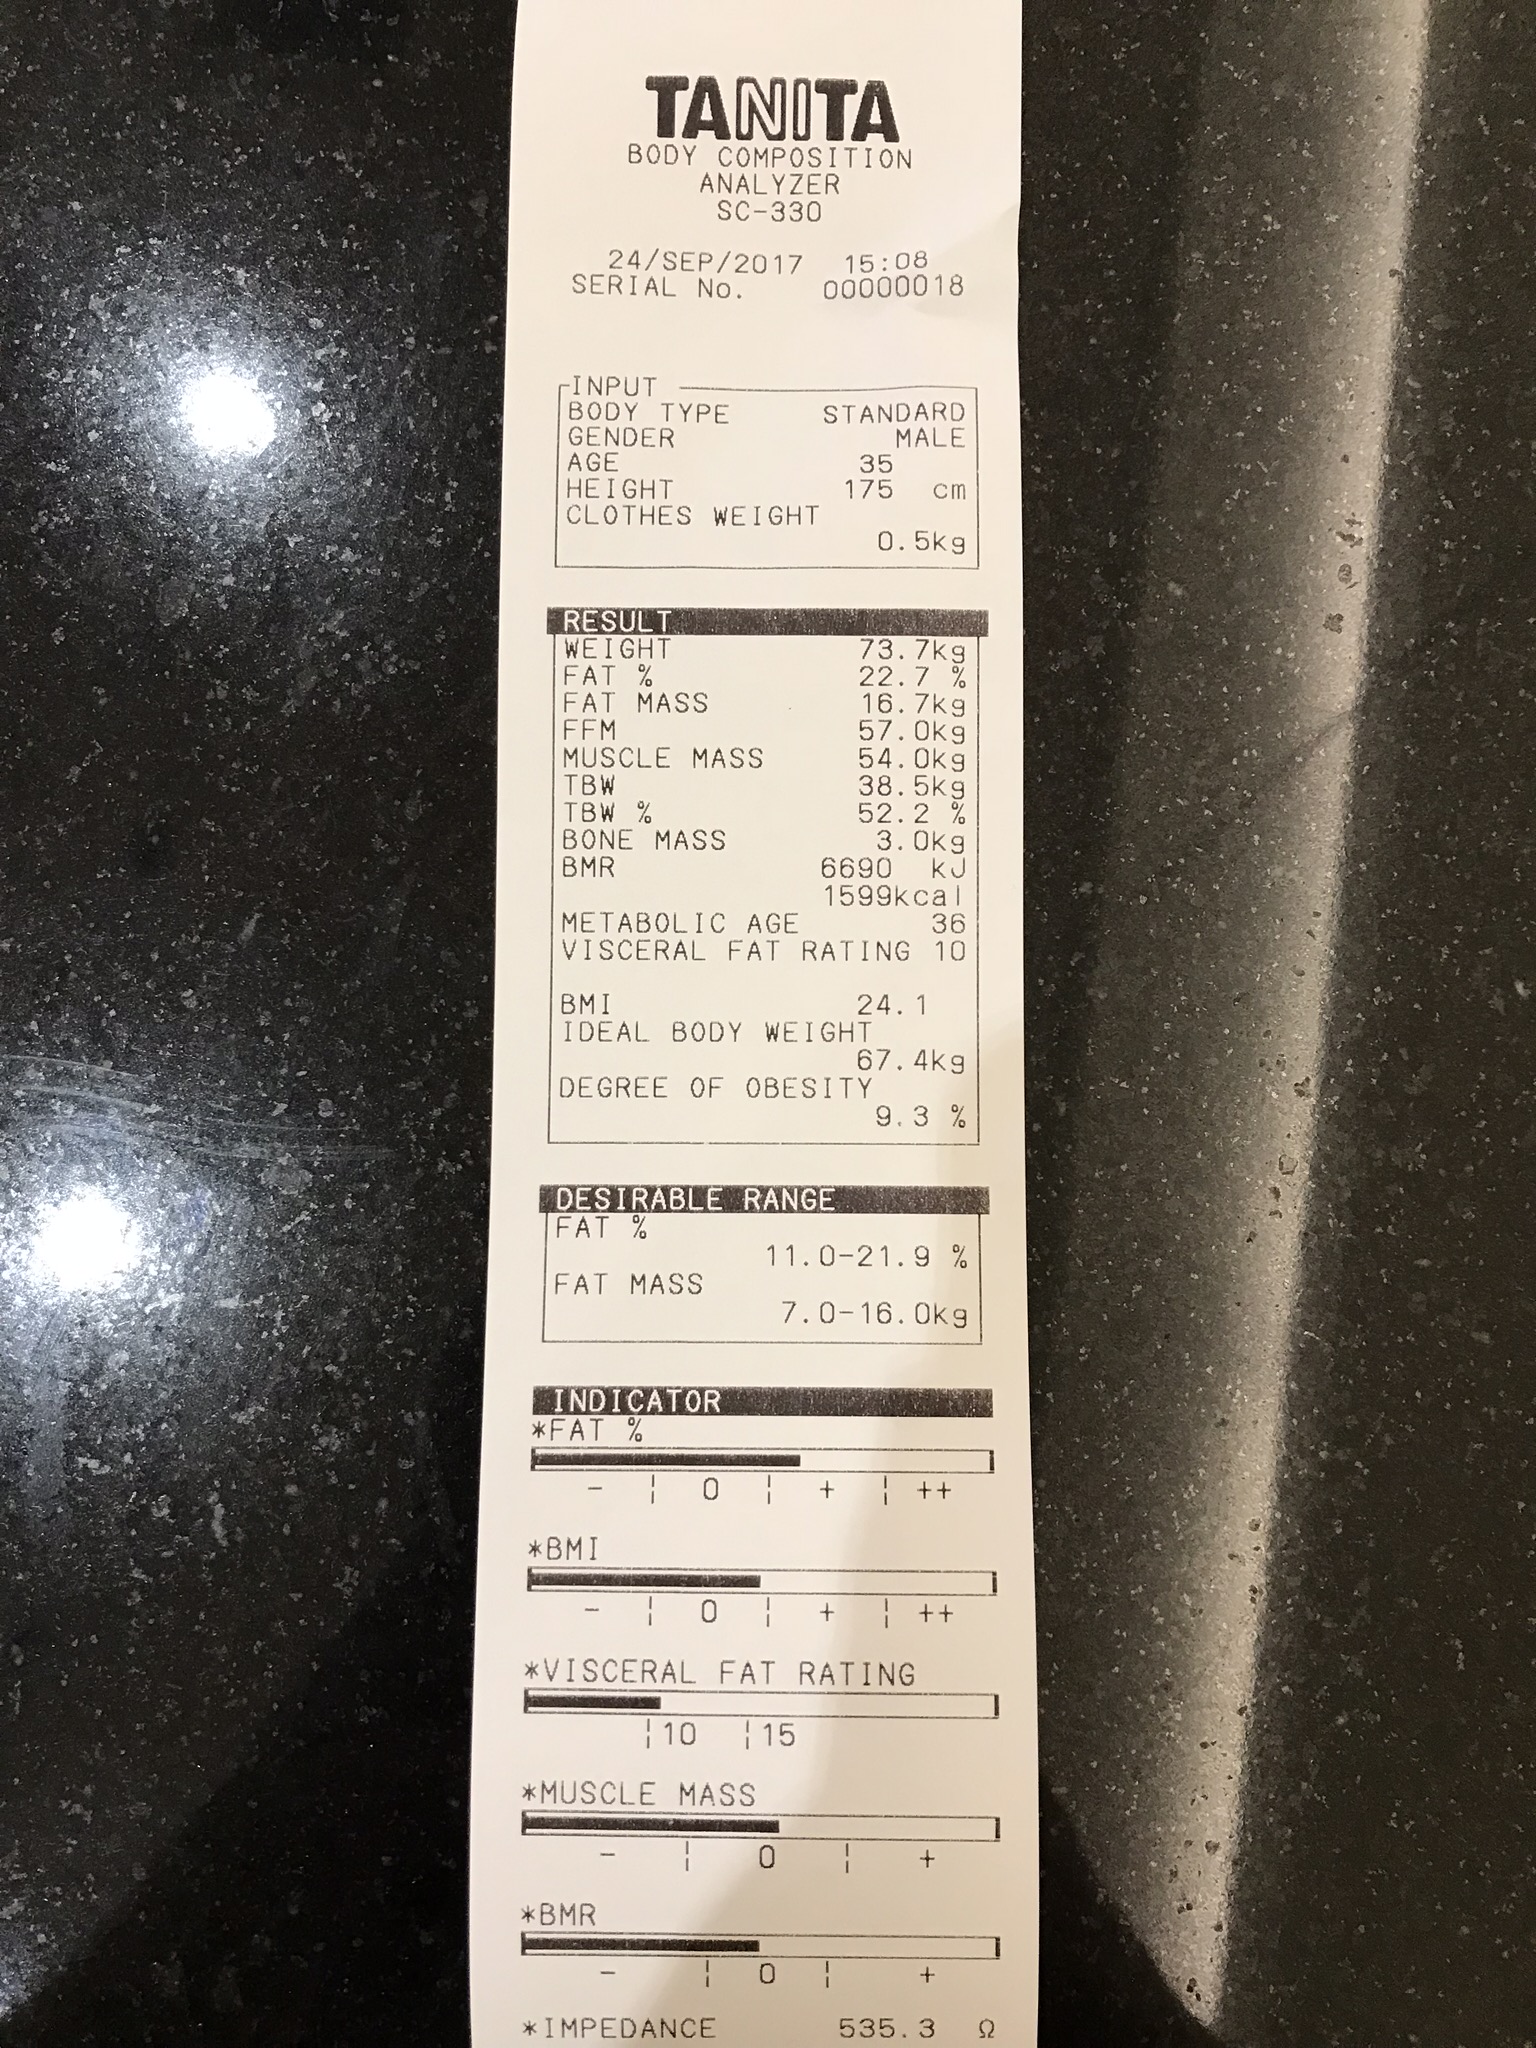 TANITA
BODY COMPOSITION
ANALYZER
SC-330
24/SEP/2017 15:08
SERIAL No. 00000018
INPUT
BODY TYPE STANDARD
GENDER MALE
AGE 35
HEIGHT 175 cm
CLOTHES WEIGHT
0.5kg
RESULT
WEIGHT 73.7kg
FAT % 22.7 %
FAT MASS 16.7kg
FFM 57.0kg
MUSCLE MASS 54.0kg
TBW 38.5kg
TBW % 52.2 %
BONE MASS 3.0kg
BMR 6690 kJ
1599kcal
METABOLIC AGE 36
VISCERAL FAT RATING 10
BMI 24.1
IDEAL BODY WEIGHT
67.4kg
DEGREE OF OBESITY
9.3 %
DESIRABLE RANGE
FAT %
11.0-21.9 %
FAT MASS
7.0-16.0kg
INDICATOR
*FAT %
- ¦ 0 ¦ + ¦ ++
*BMI
- ¦ 0 ¦ + ¦ ++
*VISCERAL FAT RATING
¦10 ¦15
*MUSCLE MASS
- ¦ 0 ¦ +
*BMR
- ¦ 0 ¦ +
*IMPEDANCE 535.3 Ω